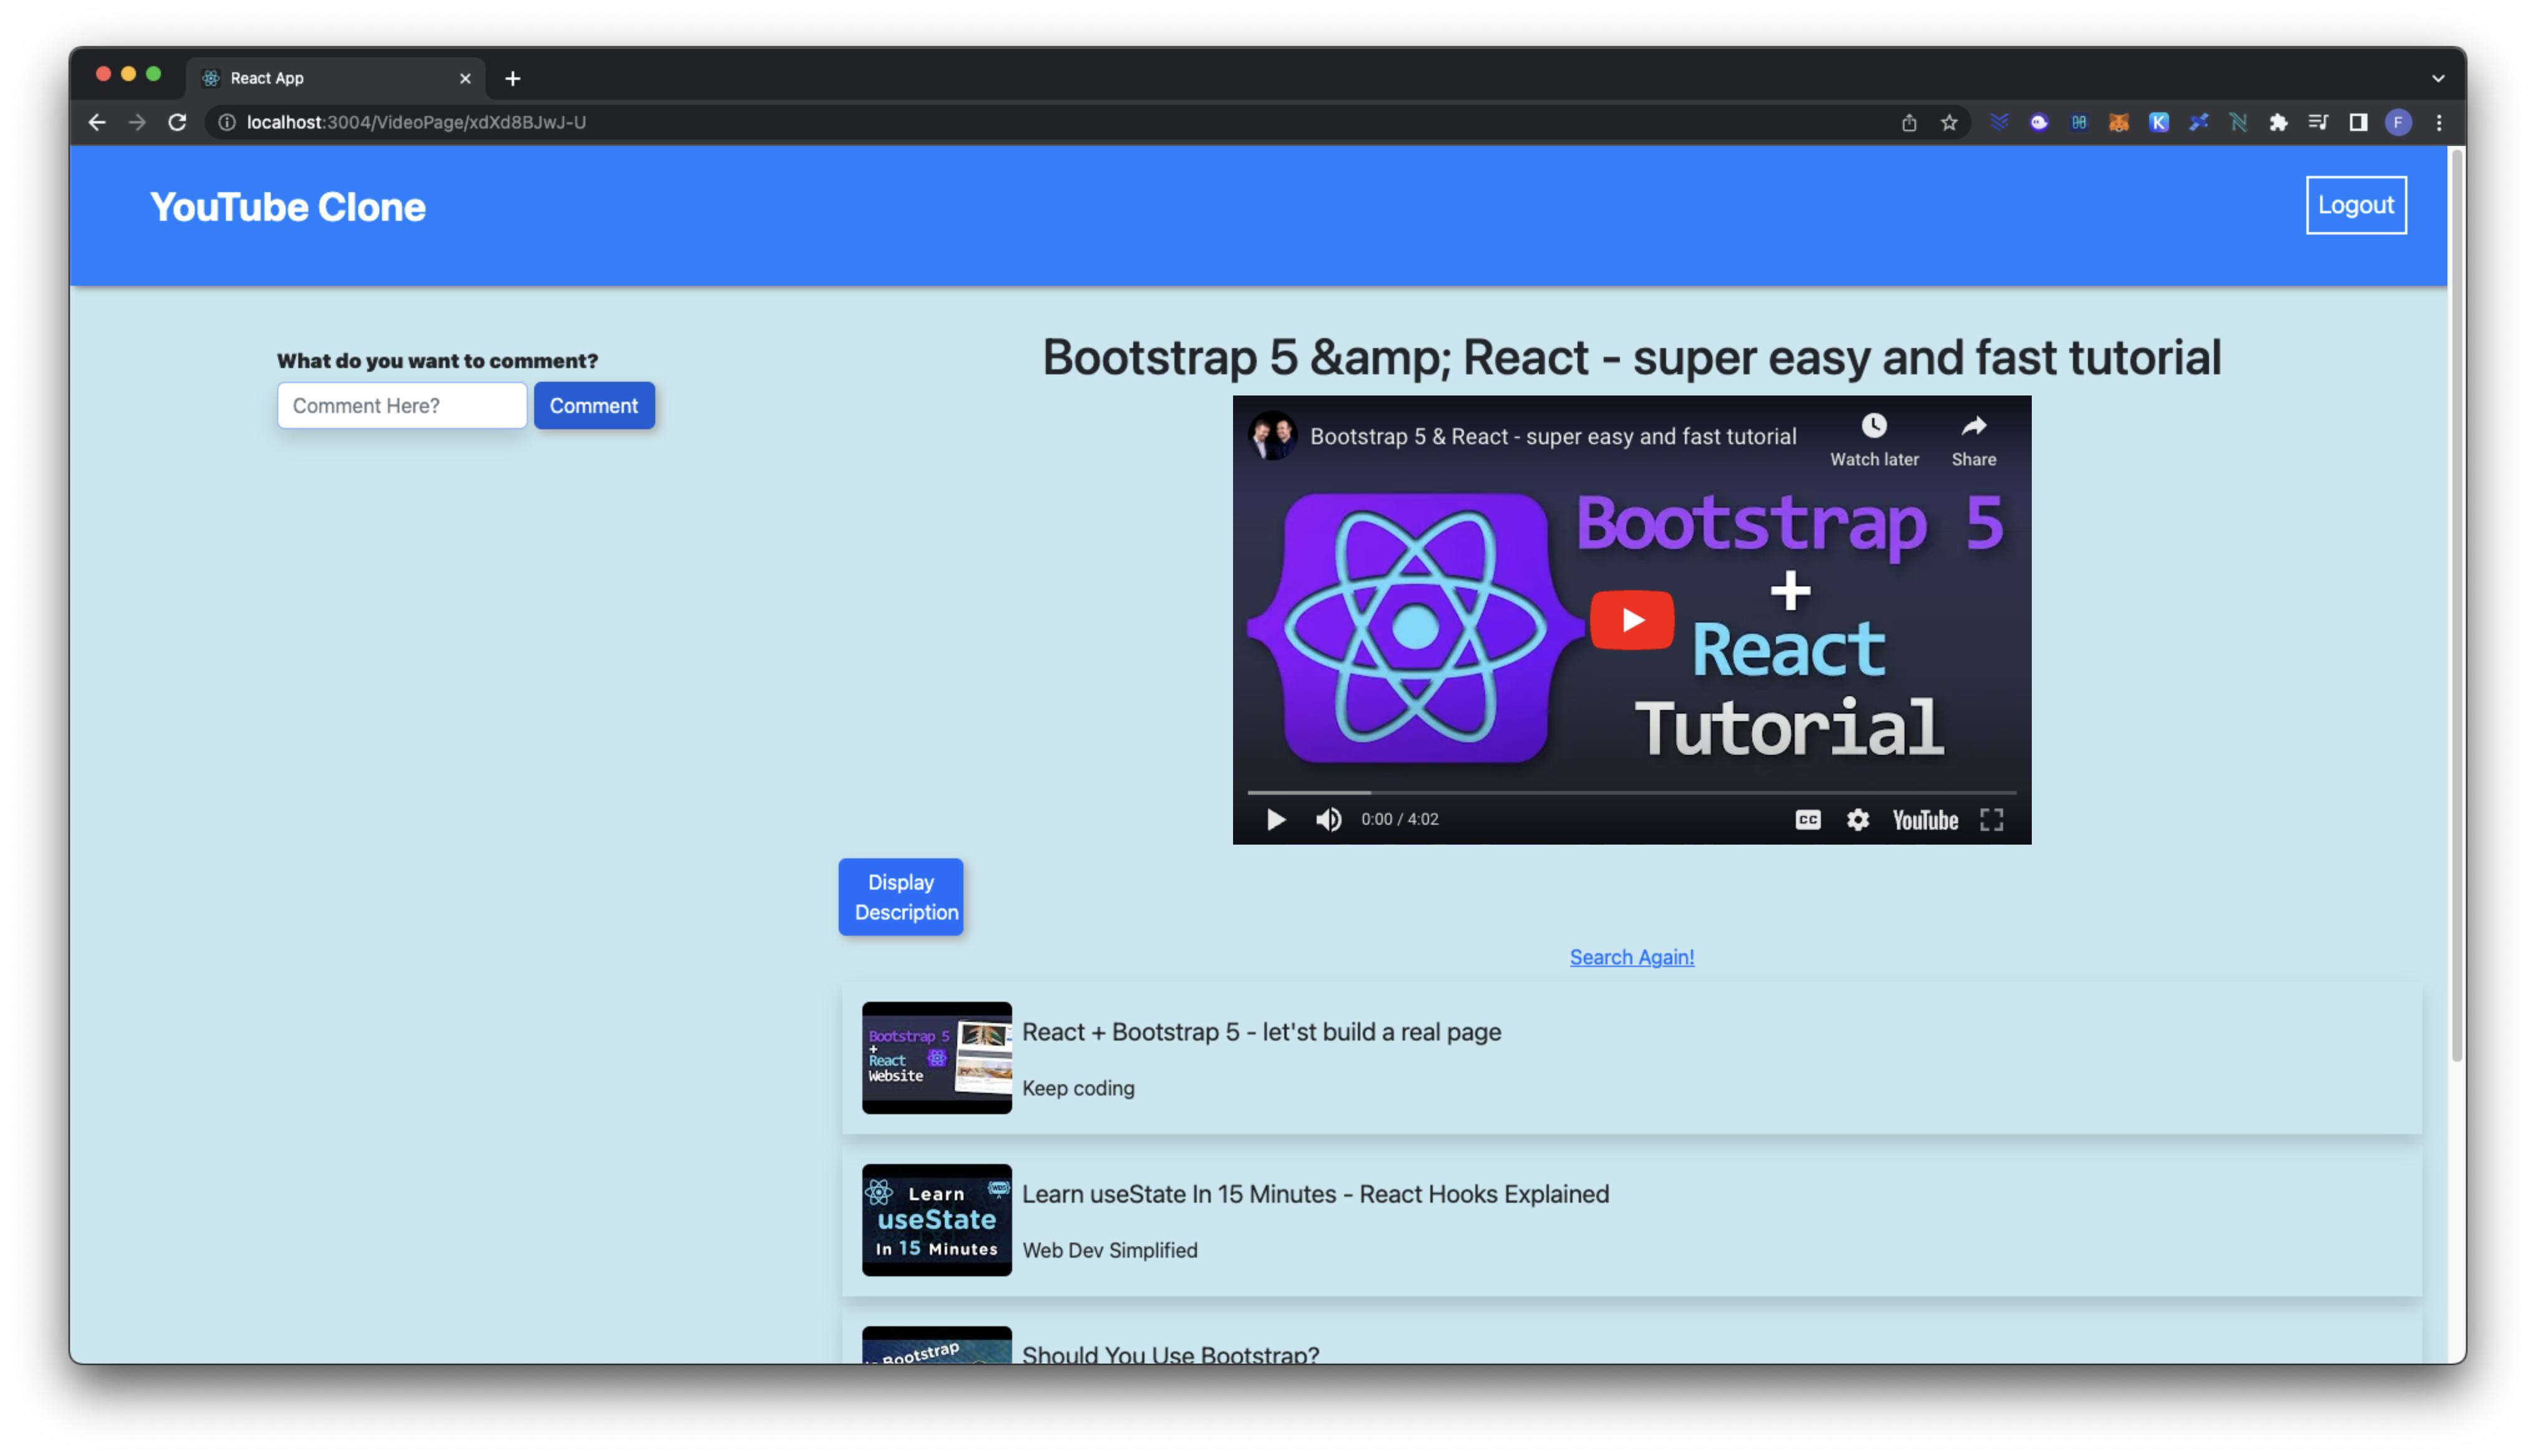 React App
localhost:3004/VideoPage/xdXd8BJwJ-U
K
F
YouTube Clone
Logout
What do you want to comment?
Comment Here?
Comment
Bootstrap 5 &amp; React - super easy and fast tutorial
Bootstrap 5 & React - super easy and fast tutorial
Watch later
Share
Bootstrap 5
+
React
Tutorial
0:00 / 4:02
CC
YouTube
Display
Description
Search Again!
Bootstrap 5
+
React
Website
React + Bootstrap 5 - let'st build a real page
Keep coding
Learn
WDS
useState
In 15 Minutes
Learn useState In 15 Minutes - React Hooks Explained
Web Dev Simplified
Bootstrap
Should You Use Bootstrap?